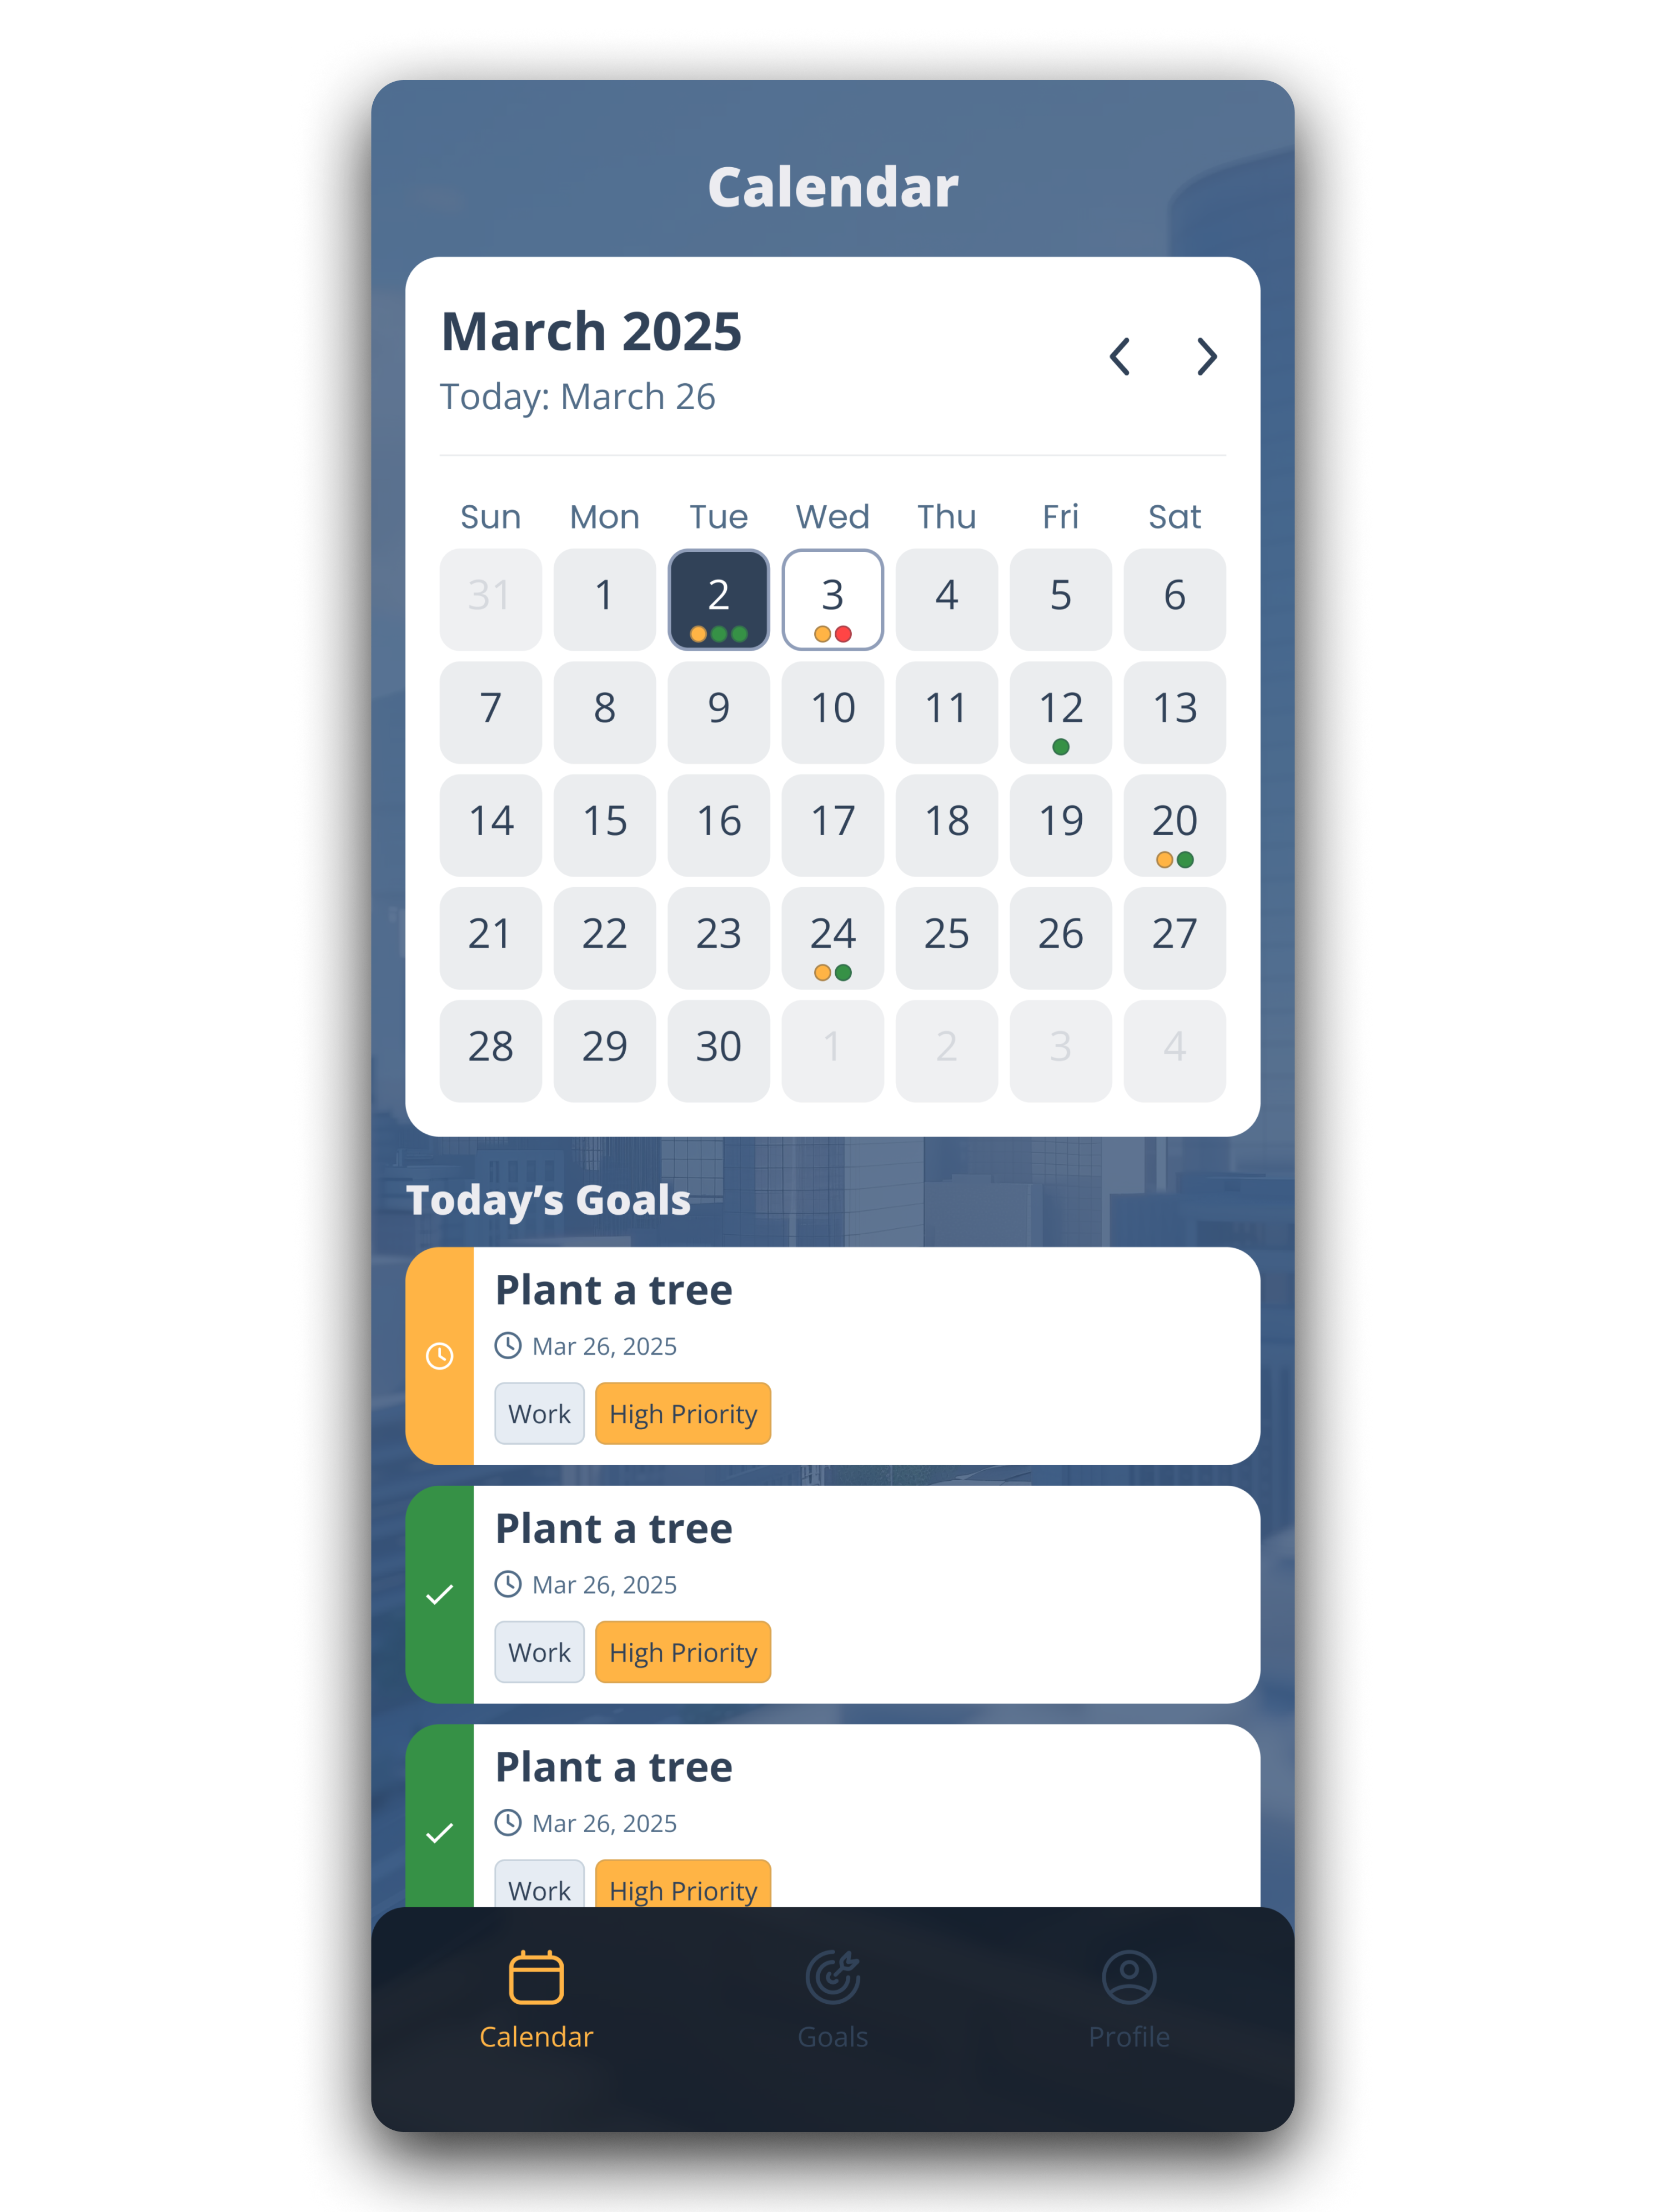 Calendar
March 2025
Today: March 26
Sun Mon Tue Wed Thu Fri Sat
31 1 2 3 4 5 6
7 8 9 10 11 12 13
14 15 16 17 18 19 20
21 22 23 24 25 26 27
28 29 30 1 2 3 4
Today’s Goals
Plant a tree
Mar 26, 2025
Work High Priority
Plant a tree
Mar 26, 2025
Work High Priority
Plant a tree
Mar 26, 2025
Work High Priority
Calendar Goals Profile